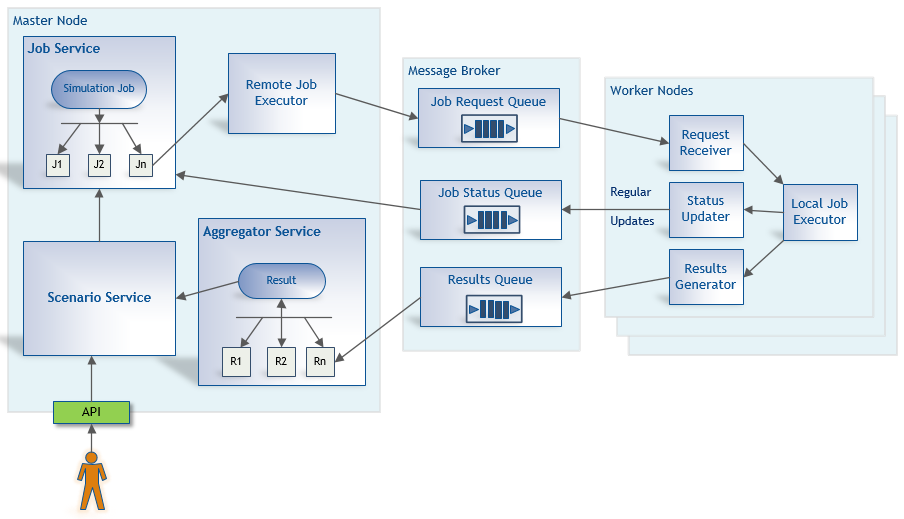 Master Node
Job Service
Simulation Job
J1
J2
Jn
Remote Job
Executor
Scenario Service
Aggregator Service
Result
R1
R2
Rn
API
Message Broker
Job Request Queue
Job Status Queue
Results Queue
Regular
Updates
Worker Nodes
Request
Receiver
Status
Updater
Results
Generator
Local Job
Executor